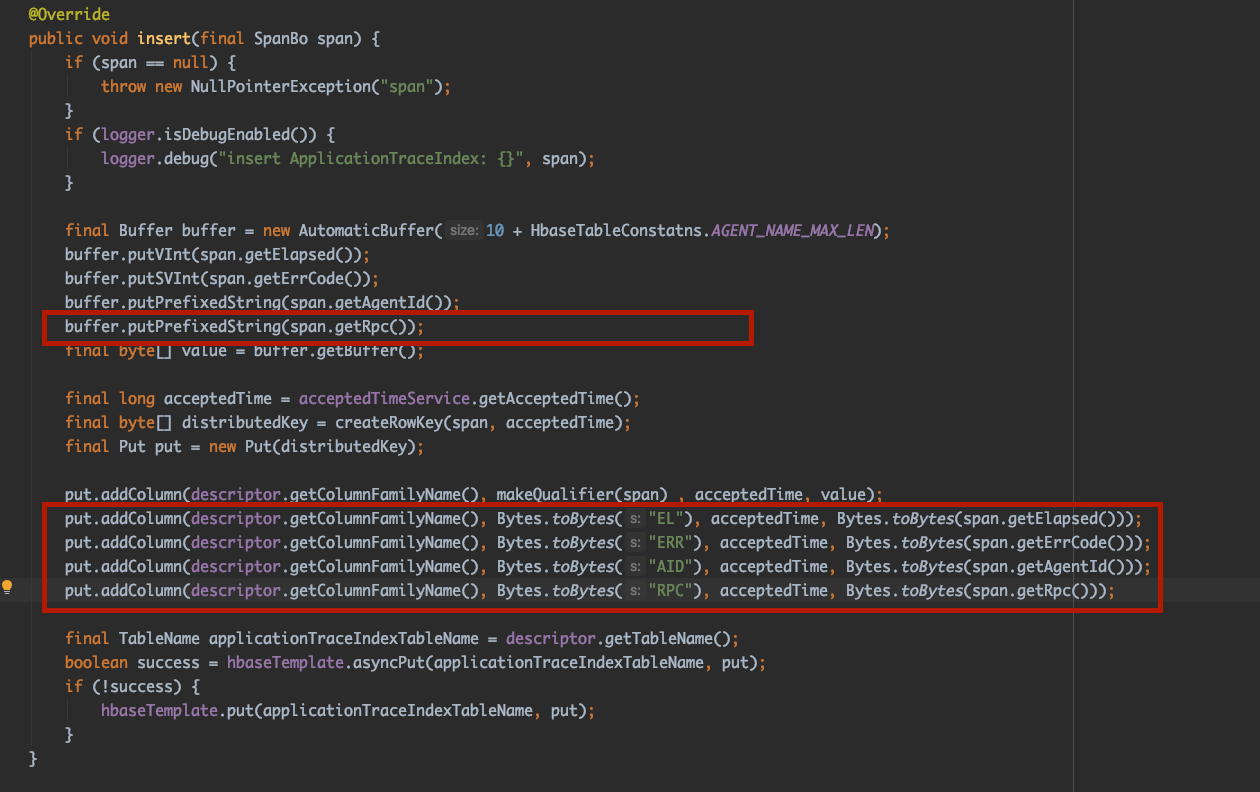 @Override
public void insert(final SpanBo span) {
if (span == null) {
throw new NullPointerException("span");
}
if (logger.isDebugEnabled()) {
logger.debug("insert ApplicationTraceIndex: {}", span);
}
final Buffer buffer = new AutomaticBuffer( size: 10 + HbaseTableConstatns.AGENT_NAME_MAX_LEN);
buffer.putVInt(span.getElapsed());
buffer.putSVInt(span.getErrCode());
buffer.putPrefixedString(span.getAgentId());
buffer.putPrefixedString(span.getRpc());
final byte[] value = buffer.getBuffer();
final long acceptedTime = acceptedTimeService.getAcceptedTime();
final byte[] distributedKey = createRowKey(span, acceptedTime);
final Put put = new Put(distributedKey);
put.addColumn(descriptor.getColumnFamilyName(), makeQualifier(span) , acceptedTime, value);
put.addColumn(descriptor.getColumnFamilyName(), Bytes.toBytes( s: "EL"), acceptedTime, Bytes.toBytes(span.getElapsed()));
put.addColumn(descriptor.getColumnFamilyName(), Bytes.toBytes( s: "ERR"), acceptedTime, Bytes.toBytes(span.getErrCode()));
put.addColumn(descriptor.getColumnFamilyName(), Bytes.toBytes( s: "AID"), acceptedTime, Bytes.toBytes(span.getAgentId()));
put.addColumn(descriptor.getColumnFamilyName(), Bytes.toBytes( s: "RPC"), acceptedTime, Bytes.toBytes(span.getRpc()));
final TableName applicationTraceIndexTableName = descriptor.getTableName();
boolean success = hbaseTemplate.asyncPut(applicationTraceIndexTableName, put);
if (!success) {
hbaseTemplate.put(applicationTraceIndexTableName, put);
}
}